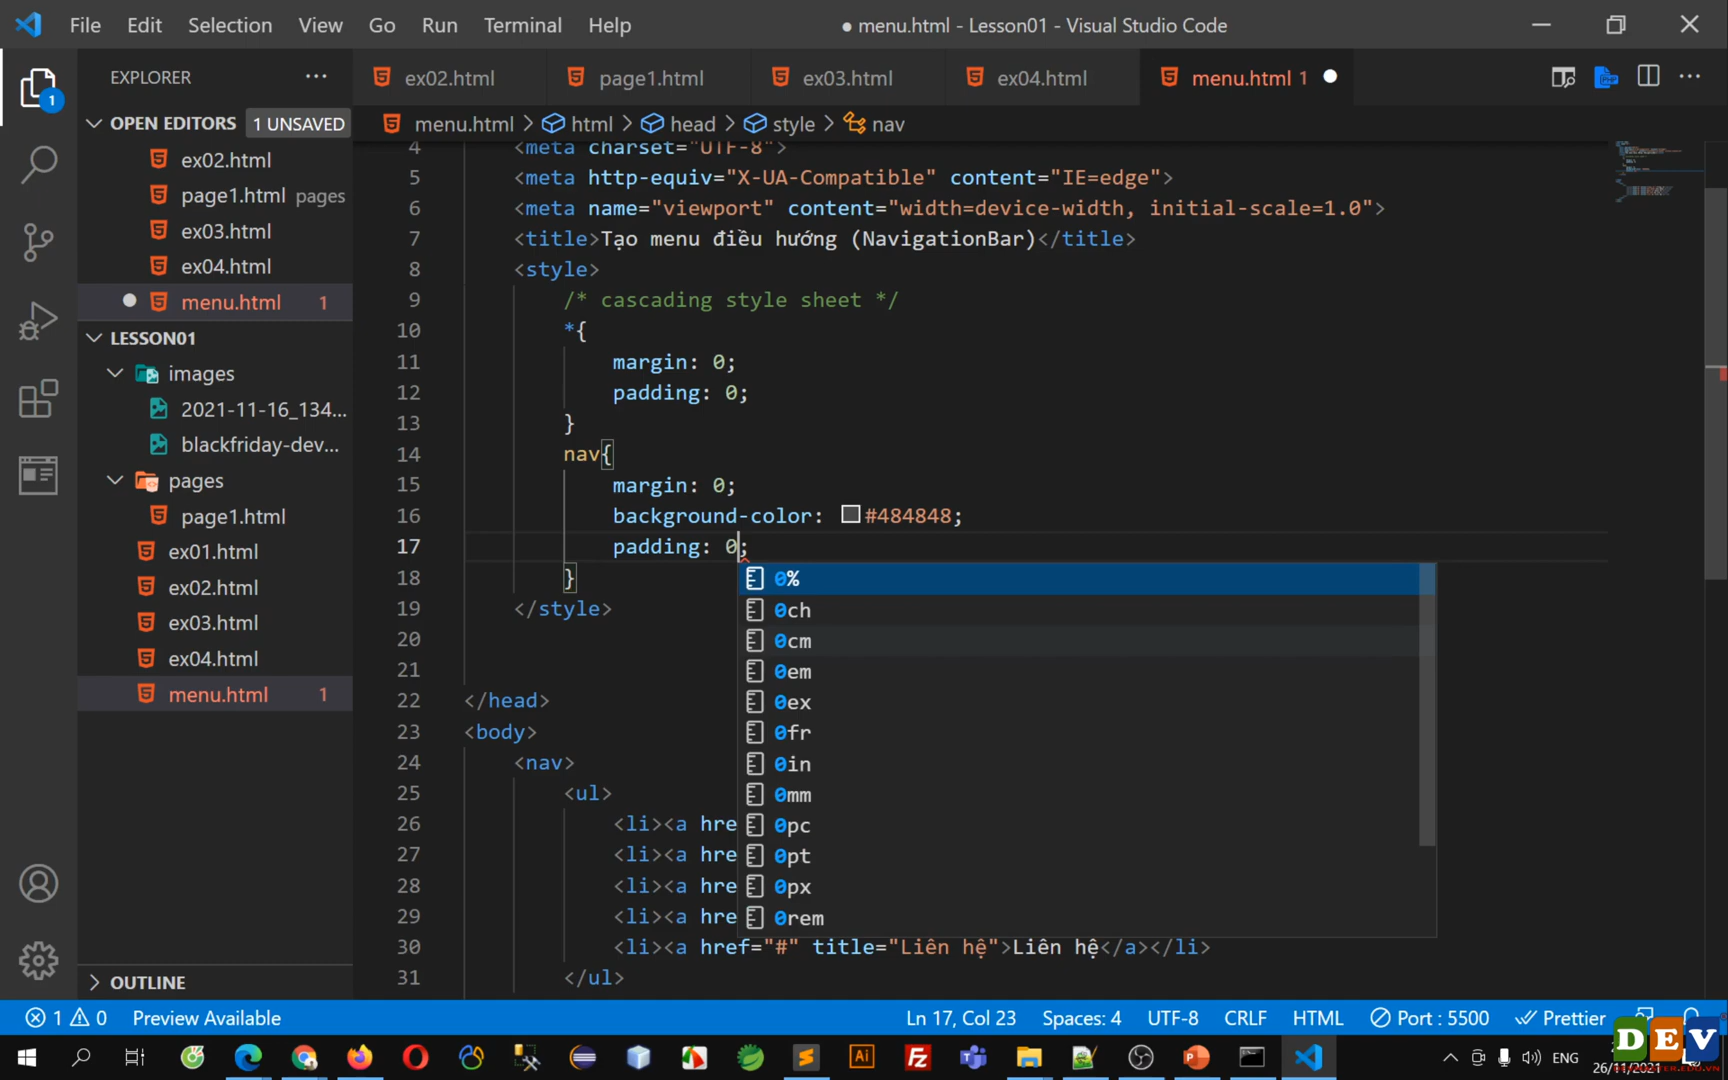 File Edit Selection View Go Run Terminal Help
● menu.html - Lesson01 - Visual Studio Code
EXPLORER
ex02.html page1.html ex03.html ex04.html menu.html 1
OPEN EDITORS 1 UNSAVED
menu.html > html > head > style > nav
ex02.html
page1.html pages
ex03.html
ex04.html
menu.html 1
LESSON01
images
2021-11-16_134...
blackfriday-dev...
pages
page1.html
ex01.html
ex02.html
ex03.html
ex04.html
menu.html 1
OUTLINE
4 <meta charset="UTF-8">
5 <meta http-equiv="X-UA-Compatible" content="IE=edge">
6 <meta name="viewport" content="width=device-width, initial-scale=1.0">
7 <title>Tạo menu điều hướng (NavigationBar)</title>
8 <style>
9 /* cascading style sheet */
10 *{
11 margin: 0;
12 padding: 0;
13 }
14 nav{
15 margin: 0;
16 background-color: #484848;
17 padding: 0;
18 }
19 </style>
20
21
22 </head>
23 <body>
24 <nav>
25 <ul>
26 <li><a hre
27 <li><a hre
28 <li><a hre
29 <li><a hre
30 <li><a href="#" title="Liên hệ">Liên hệ</a></li>
31 </ul>
0%
0ch
0cm
0em
0ex
0fr
0in
0mm
0pc
0pt
0px
0rem
1 0 Preview Available Ln 17, Col 23 Spaces: 4 UTF-8 CRLF HTML Port : 5500 Prettier
ENG
26/11/2021
DEV